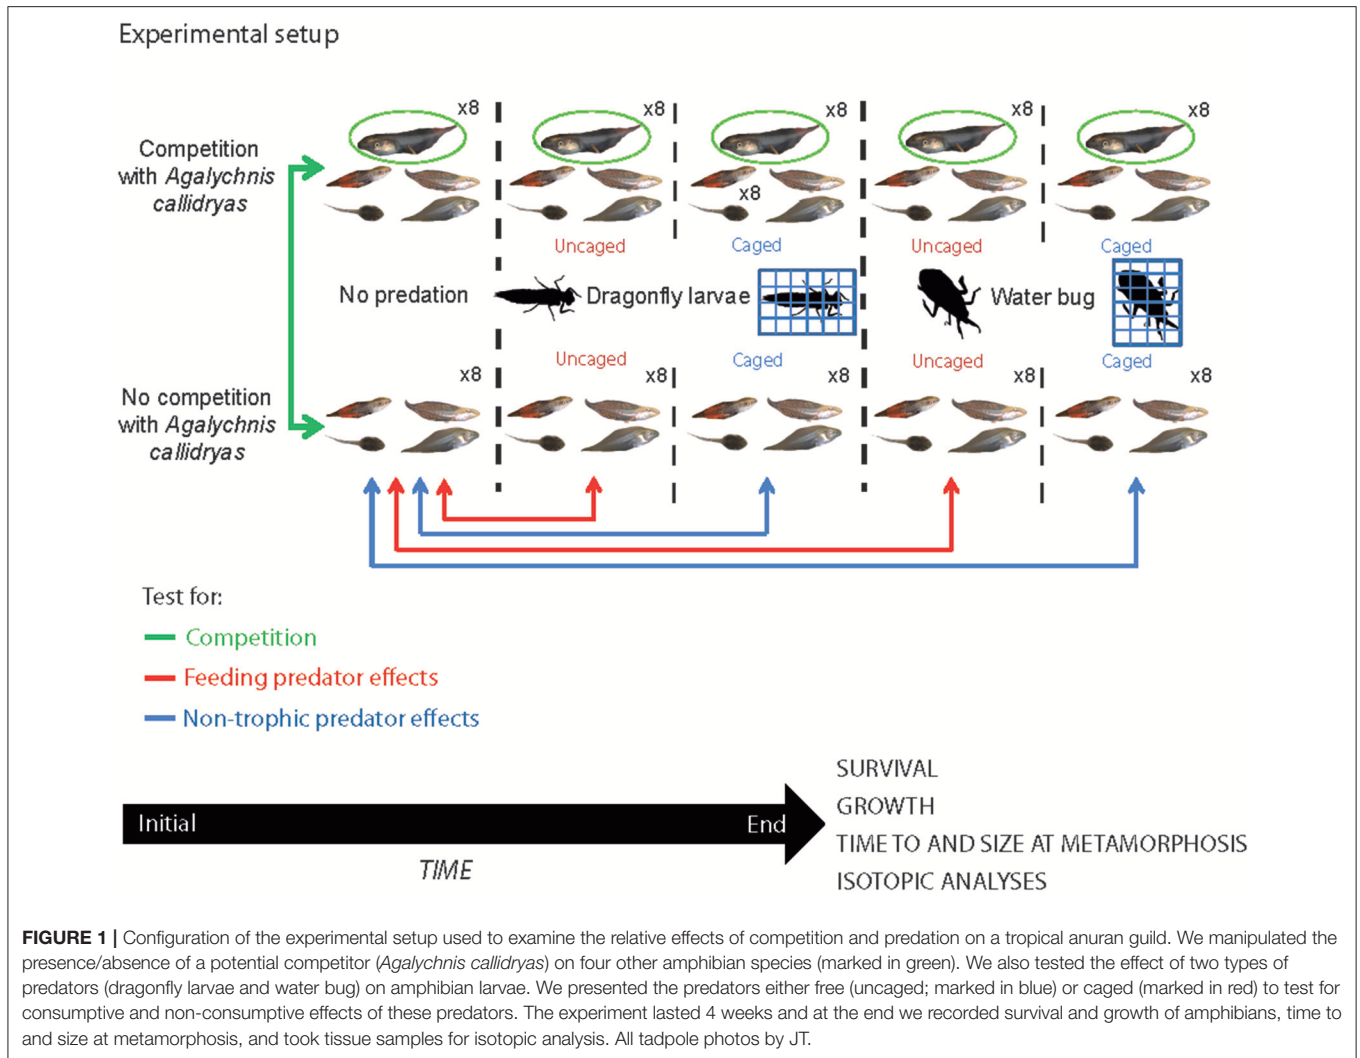 Experimental setup
x8 x8 x8 x8 x8
Competition
with Agalychnis
callidryas
x8
Uncaged Caged Uncaged Caged
No predation Dragonfly larvae Water bug
Uncaged Caged Uncaged Caged
x8 x8 x8 x8 x8
No competition
with Agalychnis
callidryas
Test for:
Competition
Feeding predator effects
Non-trophic predator effects
Initial End
TIME
SURVIVAL
GROWTH
TIME TO AND SIZE AT METAMORPHOSIS
ISOTOPIC ANALYSES
FIGURE 1 | Configuration of the experimental setup used to examine the relative effects of competition and predation on a tropical anuran guild. We manipulated the
presence/absence of a potential competitor (Agalychnis callidryas) on four other amphibian species (marked in green). We also tested the effect of two types of
predators (dragonfly larvae and water bug) on amphibian larvae. We presented the predators either free (uncaged; marked in blue) or caged (marked in red) to test for
consumptive and non-consumptive effects of these predators. The experiment lasted 4 weeks and at the end we recorded survival and growth of amphibians, time to
and size at metamorphosis, and took tissue samples for isotopic analysis. All tadpole photos by JT.